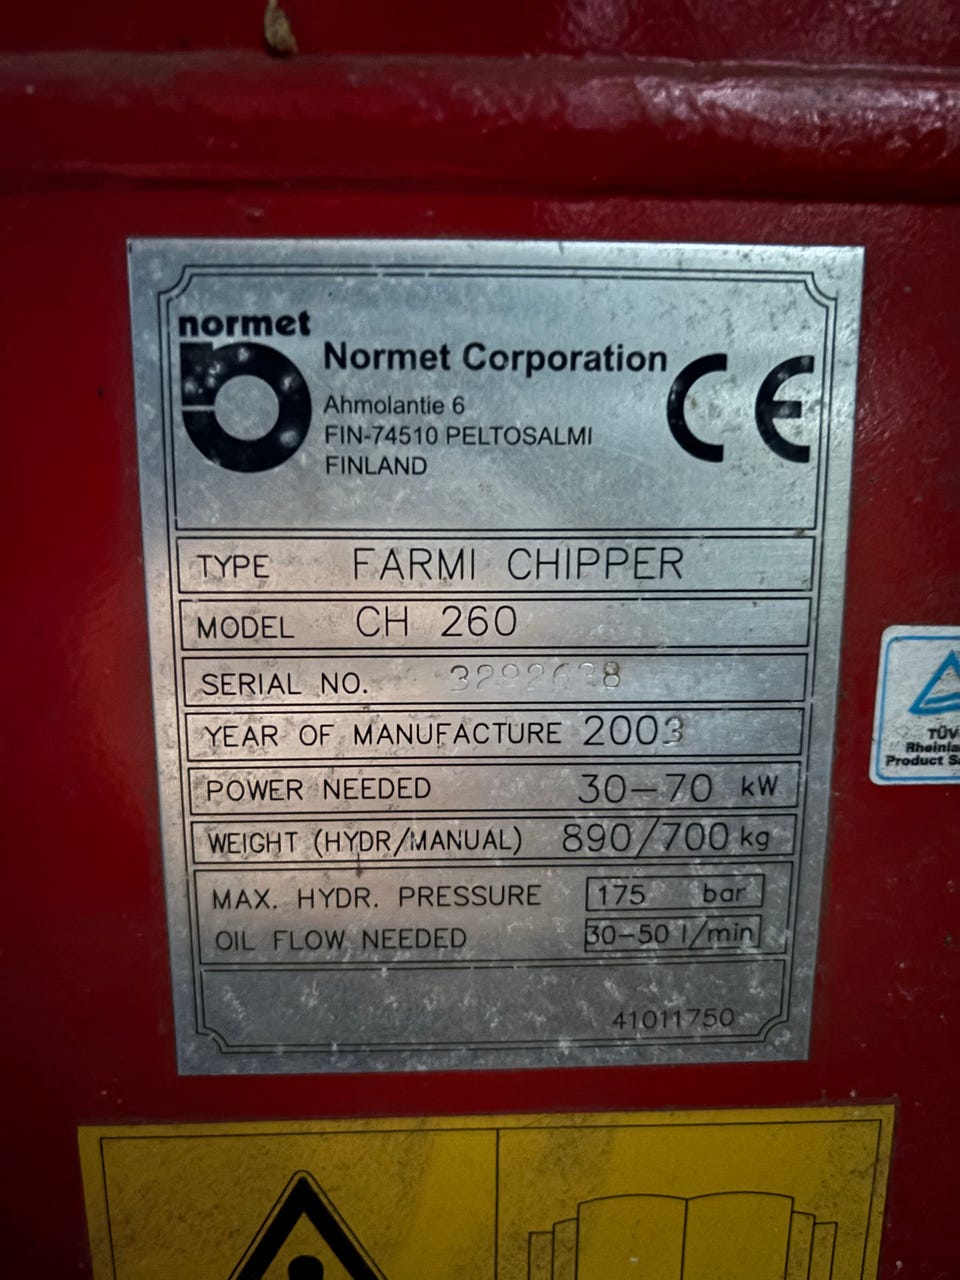 normet
Normet Corporation
Ahmolantie 6
FIN-74510 PELTOSALMI
FINLAND
CE
TYPE FARMI CHIPPER
MODEL CH 260
SERIAL NO.
YEAR OF MANUFACTURE 2003
POWER NEEDED 30-70 kW
WEIGHT (HYDR/MANUAL) 890/700 kg
MAX. HYDR. PRESSURE 175 bar
OIL FLOW NEEDED 30-50 l/min
41011750
TÜV
Product